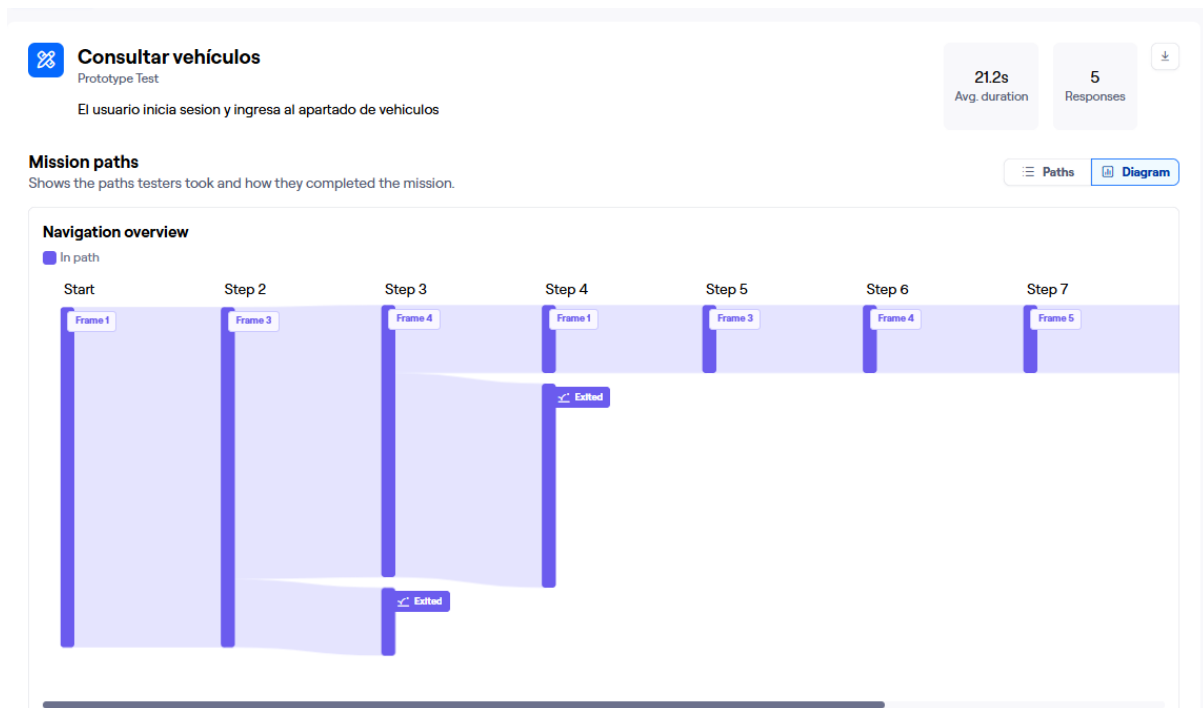 Consultar vehículos
Prototype Test
El usuario inicia sesion y ingresa al apartado de vehiculos
21.2s
Avg. duration
5
Responses
Mission paths
Shows the paths testers took and how they completed the mission.
Paths
Diagram
Navigation overview
In path
Start Step 2 Step 3 Step 4 Step 5 Step 6 Step 7
Frame 1 Frame 3 Frame 4 Frame 1 Frame 3 Frame 4 Frame 5
Exited
Exited